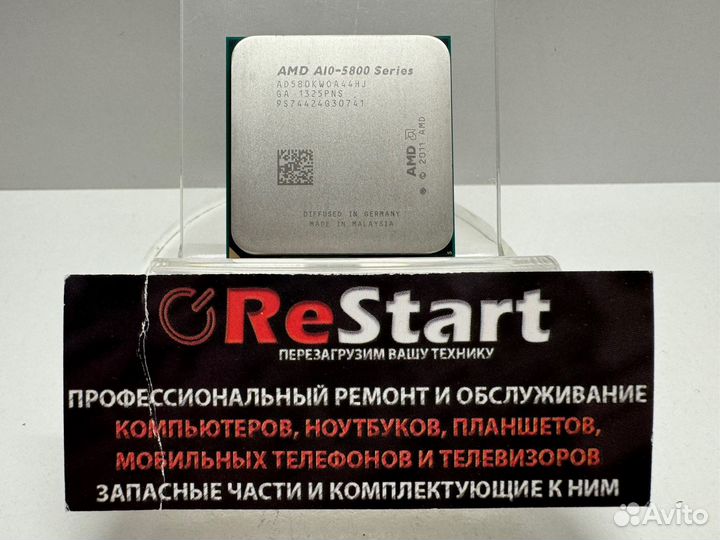 AMD A10-5800 Series
AD580KWOA44HJ
GA 1325PNS
9S74424G30741
AMD
© 2011 AMD
DIFFUSED IN GERMANY
MADE IN MALAYSIA
ReStart
ПЕРЕЗАГРУЗИМ ВАШУ ТЕХНИКУ
ПРОФЕССИОНАЛЬНЫЙ РЕМОНТ И ОБСЛУЖИВАНИЕ
КОМПЬЮТЕРОВ, НОУТБУКОВ, ПЛАНШЕТОВ,
МОБИЛЬНЫХ ТЕЛЕФОНОВ И ТЕЛЕВИЗОРОВ
ЗАПАСНЫЕ ЧАСТИ И КОМПЛЕКТУЮЩИЕ К НИМ
Avito